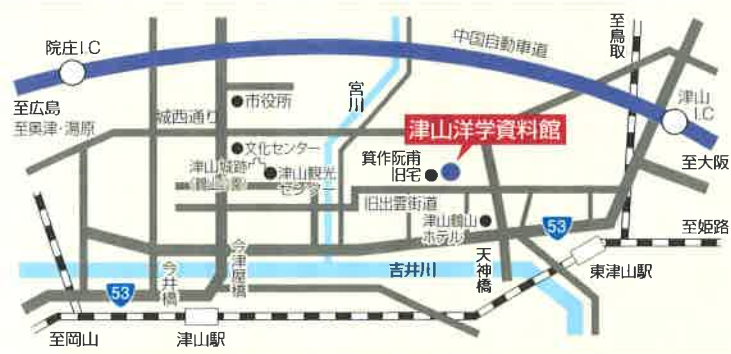 院庄I.C
中国自動車道
至鳥取
至広島
至奥津・湯原
城西通り
市役所
宮川
津山
I.C
津山洋学資料館
文化センター
箕作阮甫
旧宅
至大阪
津山城跡
(鶴山公園)
津山観光
センター
旧出雲街道
津山鶴山
ホテル
53
至姫路
天神橋
今津屋橋
今井橋
吉井川
東津山駅
53
至岡山
津山駅